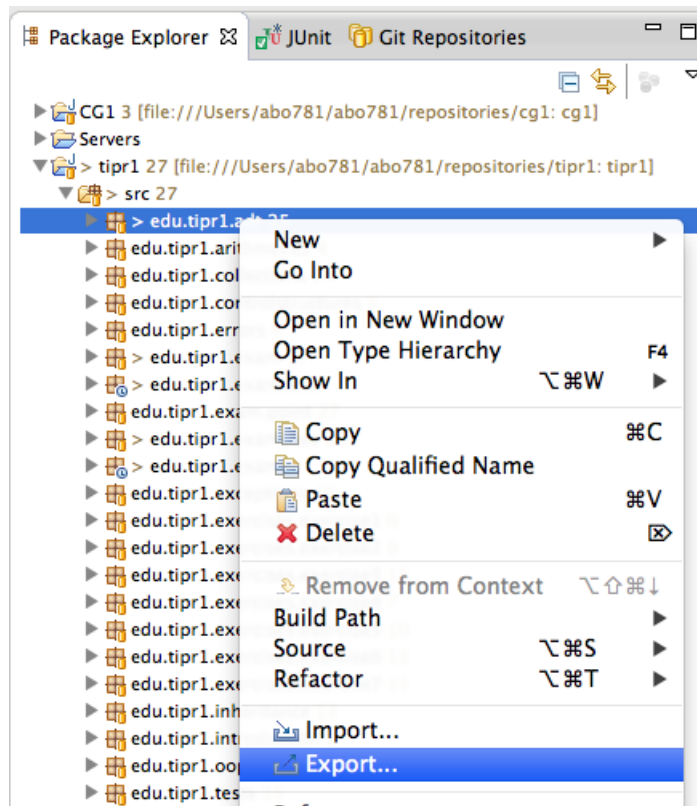 Package Explorer JUnit Git Repositories
CG1 3 [file:///Users/abo781/abo781/repositories/cg1: cg1]
Servers
> tipr1 27 [file:///Users/abo781/abo781/repositories/tipr1: tipr1]
> src 27
> edu.tipr1.adt 25
edu.tipr1.ari
edu.tipr1.col
edu.tipr1.co
edu.tipr1.err
> edu.tipr1.e
> edu.tipr1.e
edu.tipr1.exa
> edu.tipr1.e
> edu.tipr1.e
edu.tipr1.exe
edu.tipr1.exe
edu.tipr1.exe
edu.tipr1.exe
edu.tipr1.exe
edu.tipr1.exe
edu.tipr1.exe
edu.tipr1.exe
edu.tipr1.inh
edu.tipr1.int
edu.tipr1.oop
edu.tipr1.tes
New
Go Into
Open in New Window
Open Type Hierarchy F4
Show In ⌥⌘W
Copy ⌘C
Copy Qualified Name
Paste ⌘V
Delete ⌦
Remove from Context ⌥⇧⌘↓
Build Path
Source ⌥⌘S
Refactor ⌥⌘T
Import...
Export...